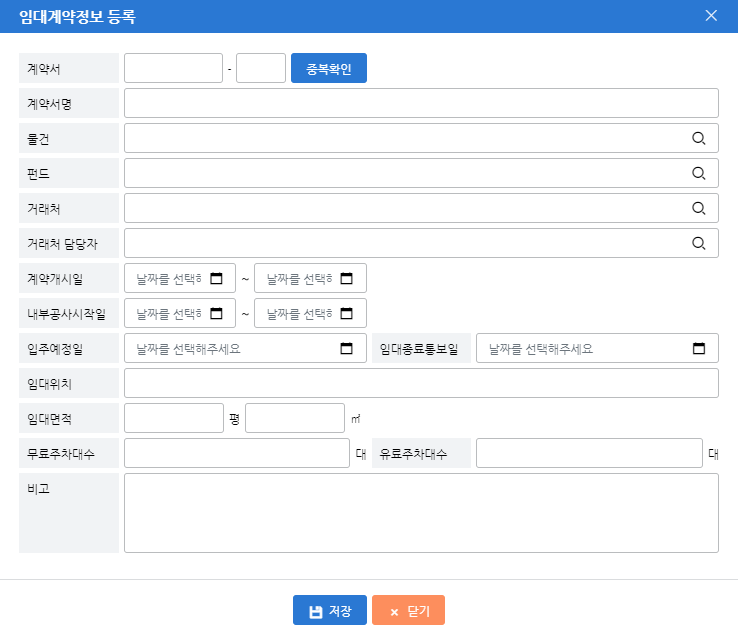 임대계약정보 등록
계약서 - 중복확인
계약서명
물건
펀드
거래처
거래처 담당자
계약개시일 날짜를 선택하 ~ 날짜를 선택하
내부공사시작일 날짜를 선택하 ~ 날짜를 선택하
입주예정일 날짜를 선택해주세요 임대종료통보일 날짜를 선택해주세요
임대위치
임대면적 평 ㎡
무료주차대수 대 유료주차대수 대
비고
저장 × 닫기